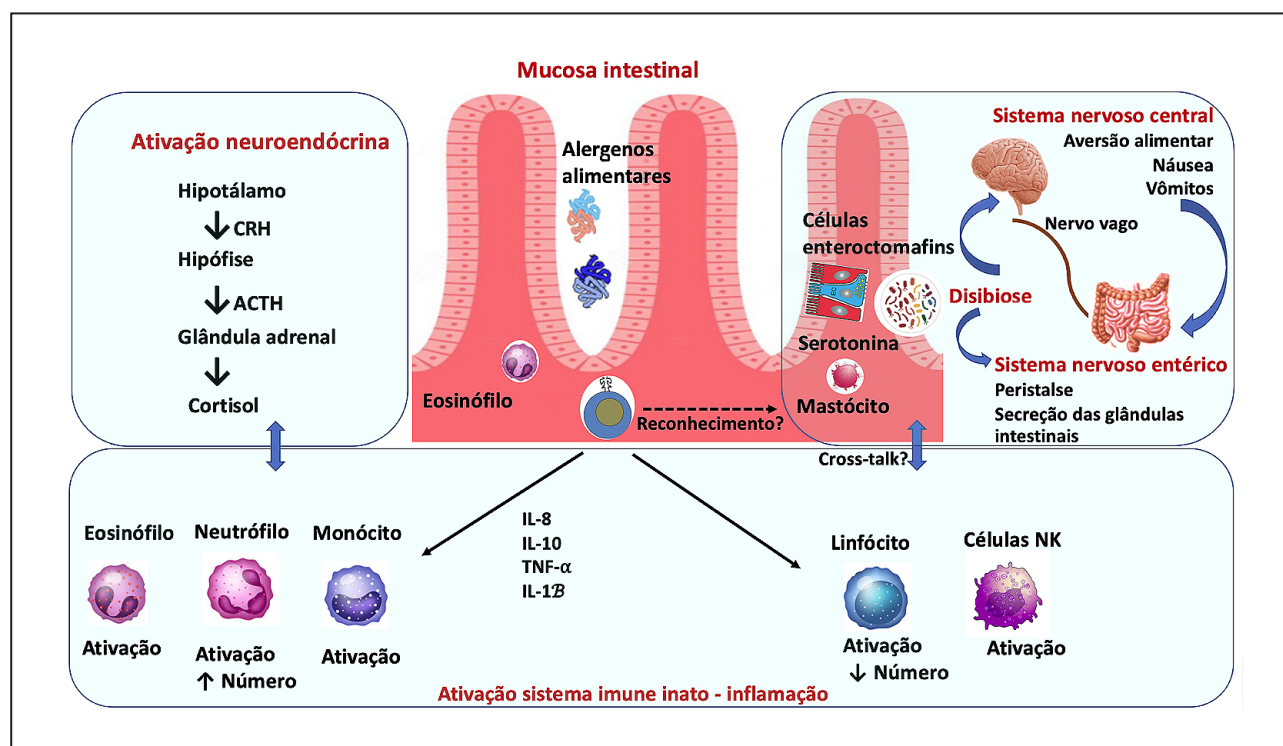 Mucosa intestinal
Ativação neuroendócrina
Hipotálamo
CRH
Hipófise
ACTH
Glândula adrenal
Cortisol
Alergenos
alimentares
Eosinófilo
Reconhecimento?
Células
enteroctomafins
Serotonina
Mastócito
Sistema nervoso central
Aversão alimentar
Náusea
Vômitos
Nervo vago
Disibiose
Sistema nervoso entérico
Peristalse
Secreção das glândulas
intestinais
Cross-talk?
Eosinófilo
Ativação
Neutrófilo
Ativação
↑ Número
Monócito
Ativação
IL-8
IL-10
TNF-α
IL-1ℬ
Linfócito
Ativação
↓ Número
Células NK
Ativação
Ativação sistema imune inato - inflamação